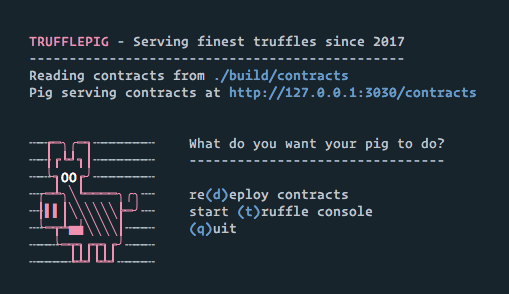 TRUFFLEPIG - Serving finest truffles since 2017
-----------------------------------------------
Reading contracts from ./build/contracts
Pig serving contracts at http://127.0.0.1:3030/contracts
What do you want your pig to do?
--------------------------------
re(d)eploy contracts
start (t)ruffle console
(q)uit